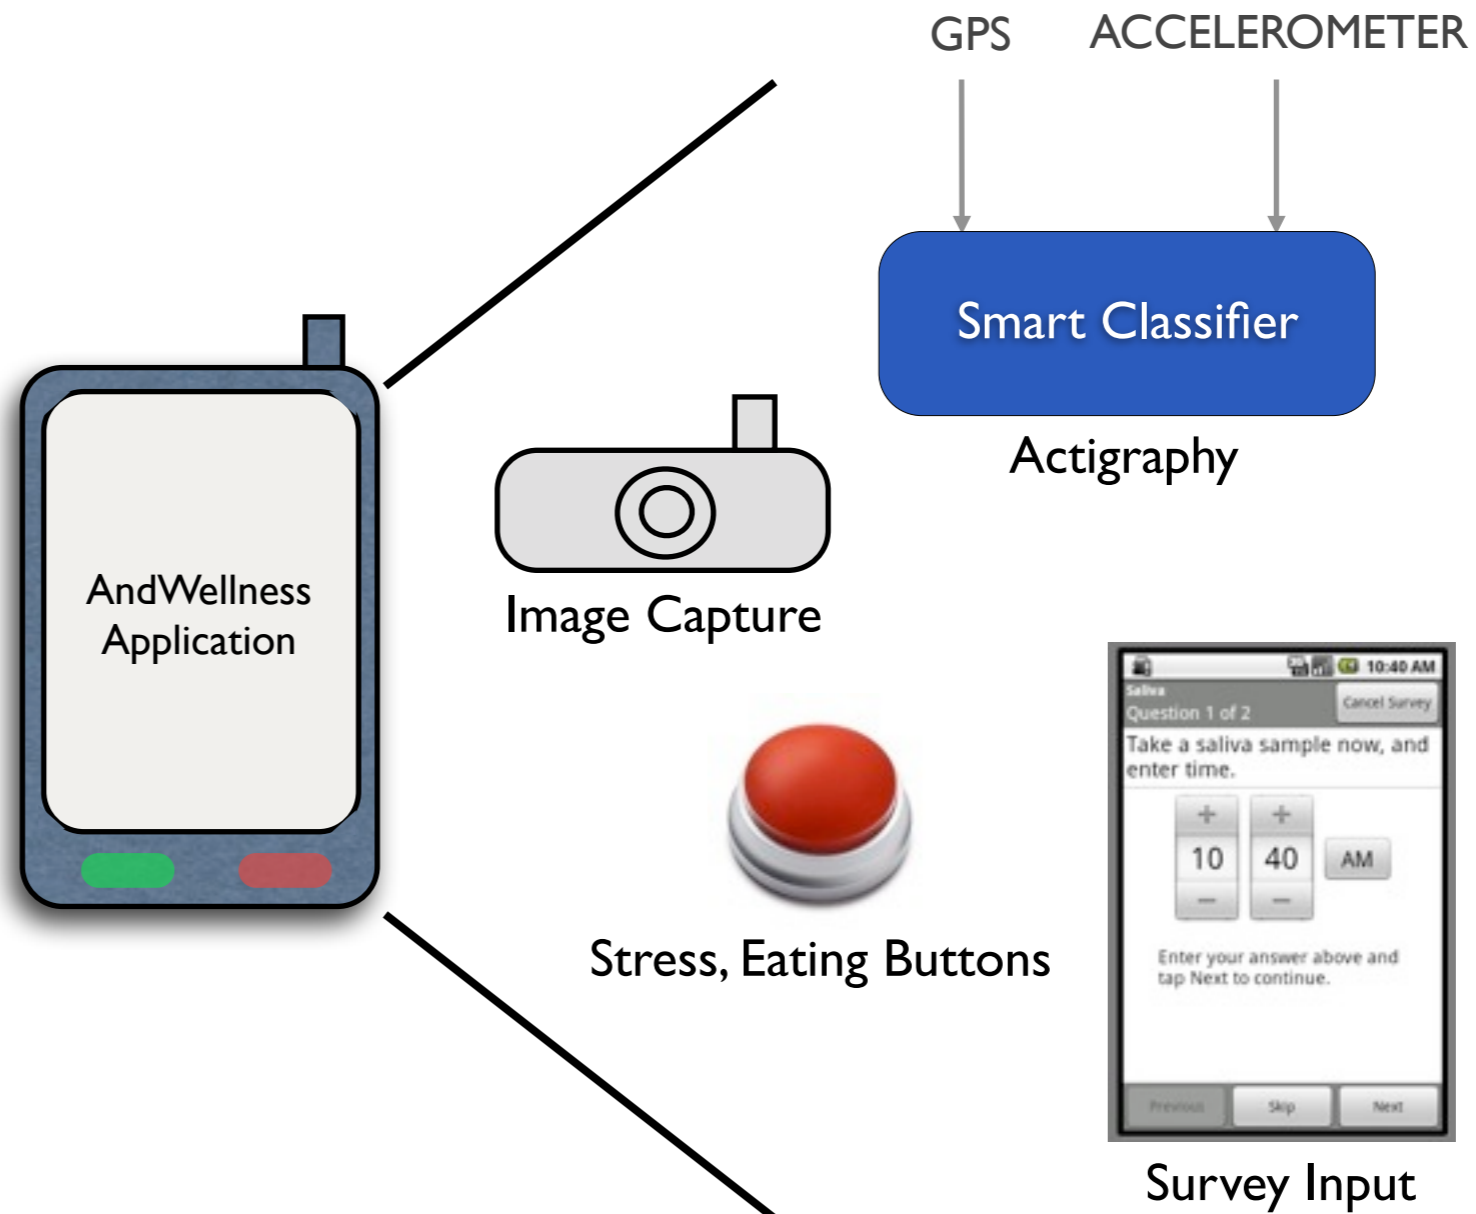 GPS
ACCELEROMETER
Smart Classifier
Actigraphy
AndWellness
Application
Image Capture
Stress, Eating Buttons
10:40 AM
Saliva
Question 1 of 2
Cancel Survey
Take a saliva sample now, and
enter time.
+
+
10
40
AM
−
−
Enter your answer above and
tap Next to continue.
Previous
Skip
Next
Survey Input